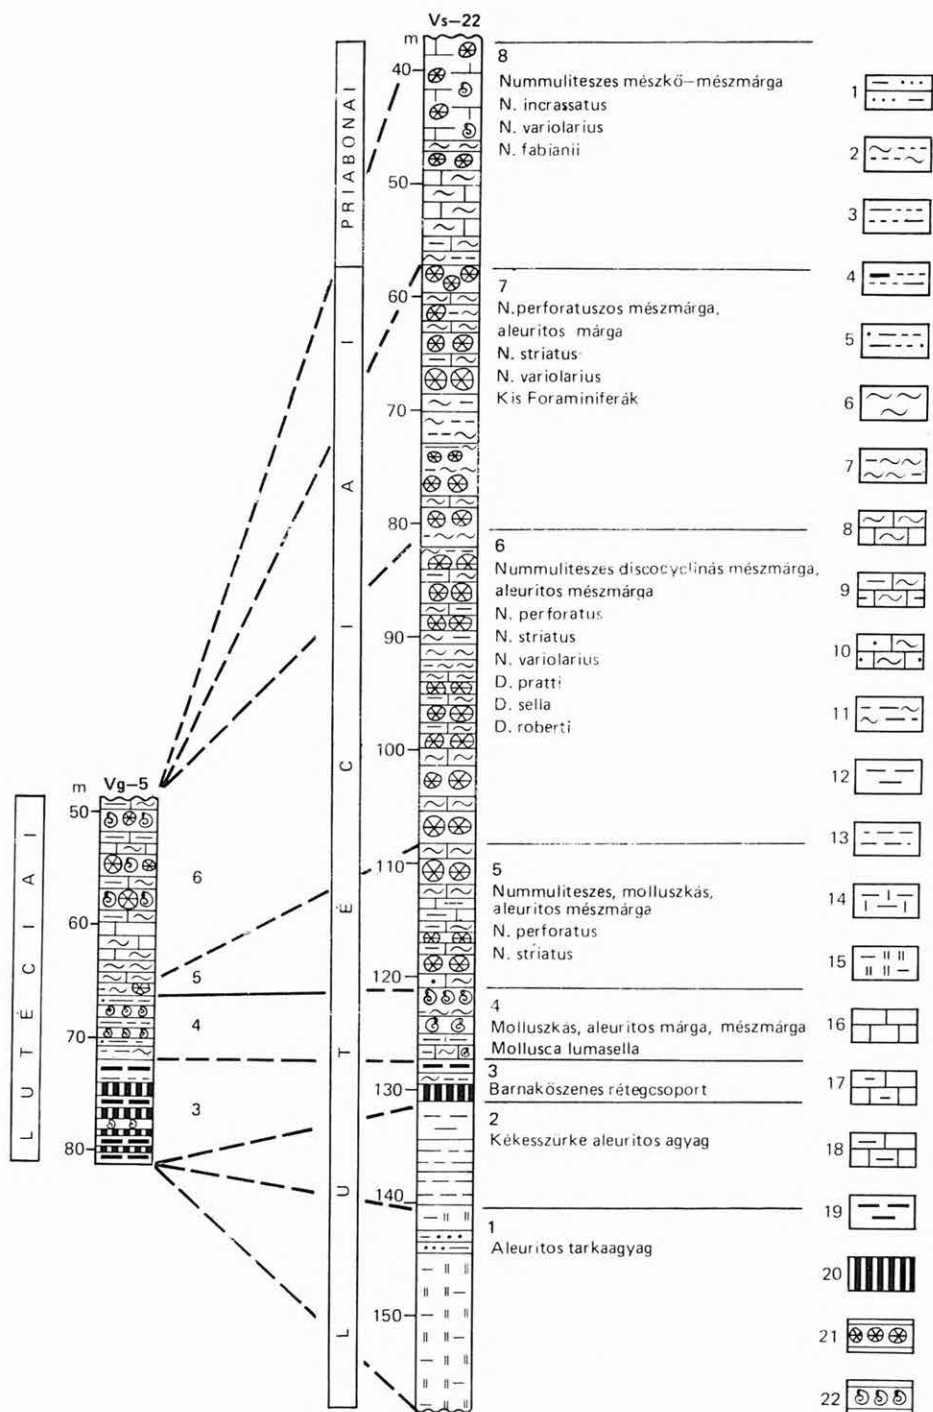 Vs–22
m
40
50
60
70
80
90
100
110
120
130
140
150
PRIABONAI
LUTÉCIAI
8
Nummuliteszes mészkő–mészmárga
N. incrassatus
N. variolarius
N. fabianii
7
N.perforatuszos mészmárga,
aleuritos márga
N. striatus
N. variolarius
Kis Foraminiferák
6
Nummuliteszes discocyclinás mészmárga,
aleuritos mészmárga
N. perforatus
N. striatus
N. variolarius
D. pratti
D. sella
D. roberti
5
Nummuliteszes, molluszkás,
aleuritos mészmárga
N. perforatus
N. striatus
4
Molluszkás, aleuritos márga, mészmárga
Mollusca lumasella
3
Barnakőszenes rétegcsoport
2
Kékesszürke aleuritos agyag
1
Aleuritos tarkaagyag
Vg–5
m
50
60
70
80
LUTÉCIAI
6
5
4
3
1
2
3
4
5
6
7
8
9
10
11
12
13
14
15
16
17
18
19
20
21
22